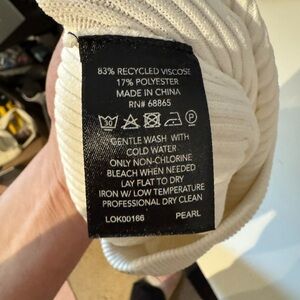 83% RECYCLED VISCOSE
17% POLYESTER
MADE IN CHINA
RN# 68865
30
P
GENTLE WASH WITH
COLD WATER
ONLY NON-CHLORINE
BLEACH WHEN NEEDED
LAY FLAT TO DRY
IRON W/ LOW TEMPERATURE
PROFESSIONAL DRY CLEAN
LOK00166 PEARL